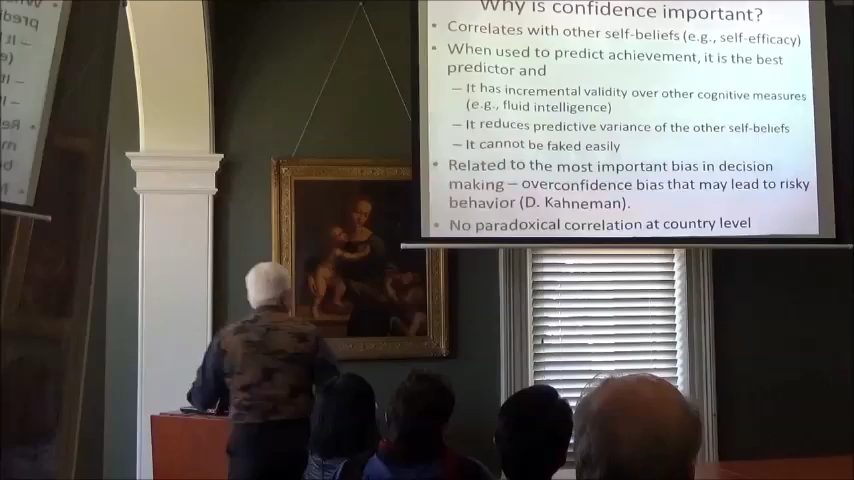 Why is confidence important?
• Correlates with other self-beliefs (e.g., self-efficacy)
• When used to predict achievement, it is the best
predictor and
– It has incremental validity over other cognitive measures
(e.g., fluid intelligence)
– It reduces predictive variance of the other self-beliefs
– It cannot be faked easily
• Related to the most important bias in decision
making – overconfidence bias that may lead to risky
behavior (D. Kahneman).
• No paradoxical correlation at country level